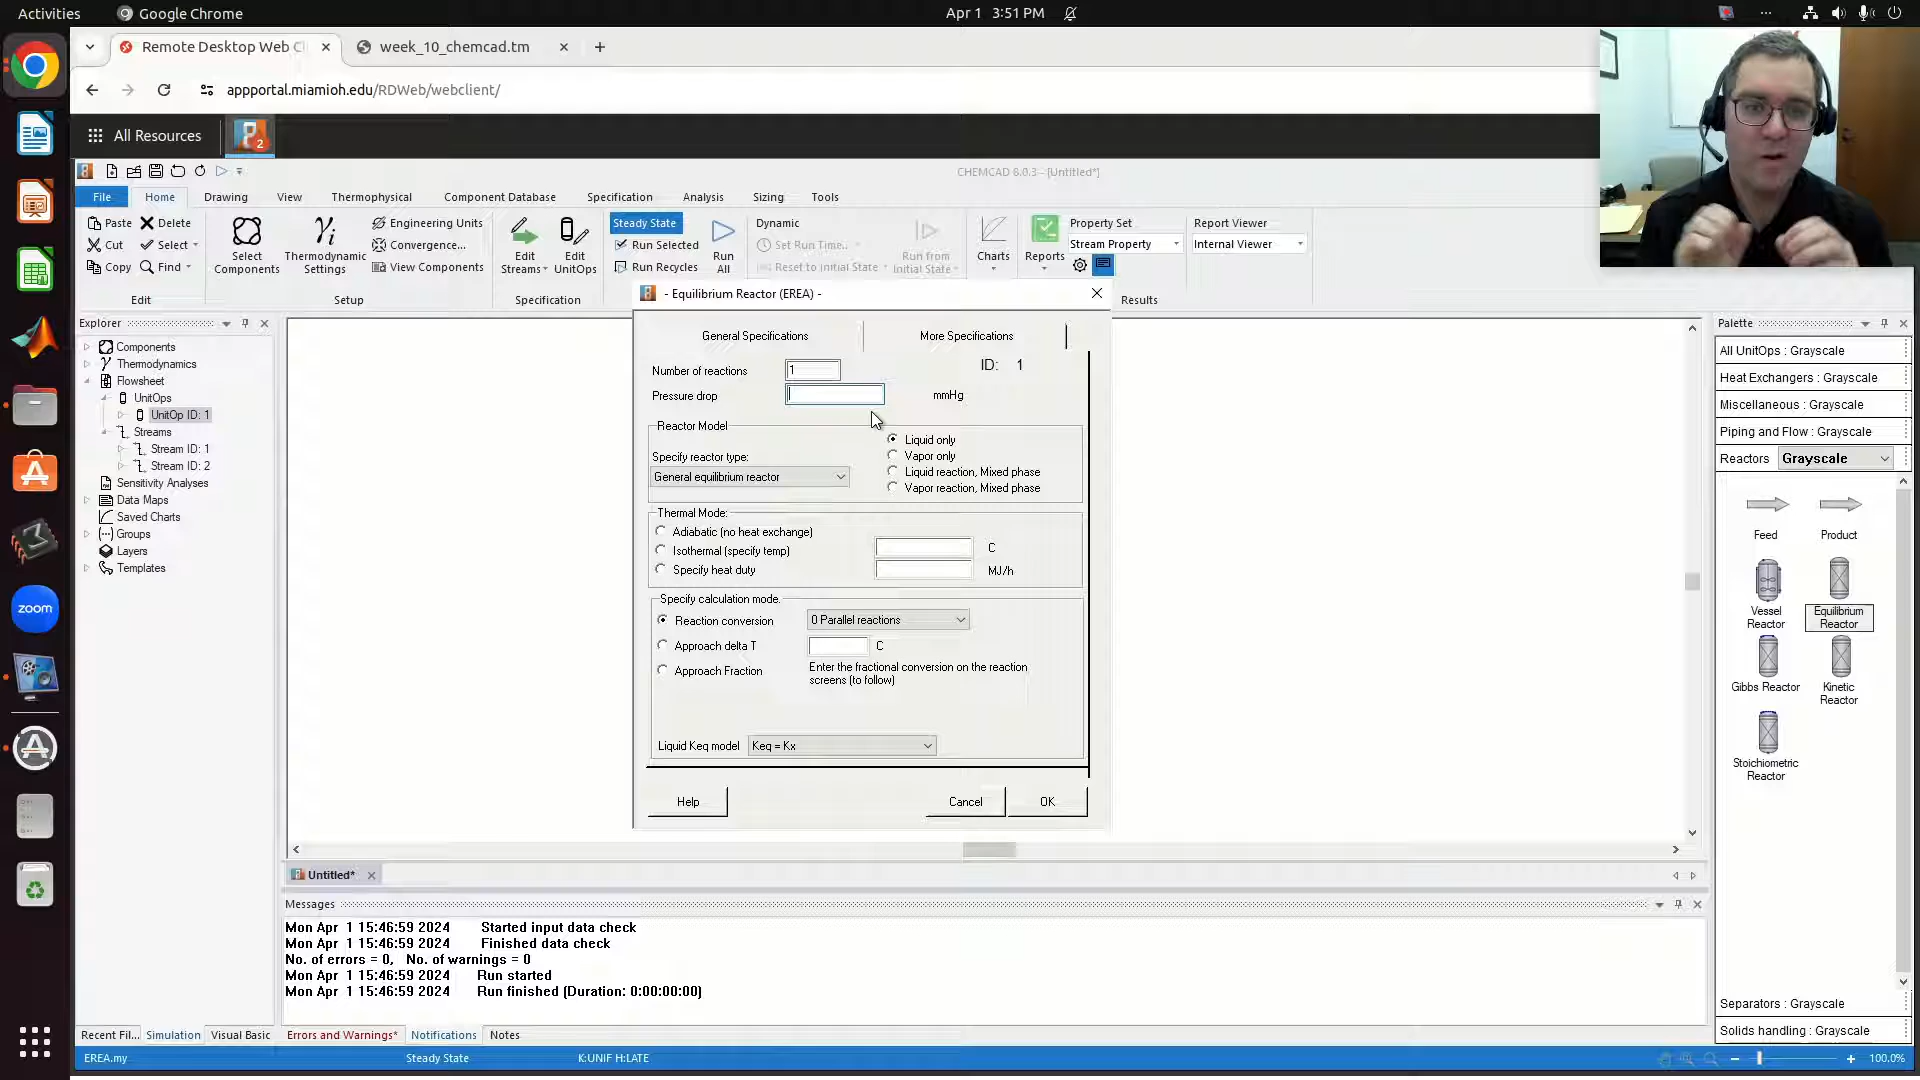 Activities
Google Chrome
Apr 1 3:51 PM
Remote Desktop Web Cl
week_10_chemcad.tm
appportal.miamioh.edu/RDWeb/webclient/
All Resources
2
CHEMCAD 8.0.3 - [Untitled*]
File
Home
Drawing
View
Thermophysical
Component Database
Specification
Analysis
Sizing
Tools
Paste
Delete
Cut
Select
Copy
Find
Edit
Select
Components
Thermodynamic
Settings
Engineering Units
Convergence...
View Components
Setup
Edit
Streams
Edit
UnitOps
Specification
Steady State
Run Selected
Run Recycles
Run
All
Dynamic
Set Run Time...
Reset to Initial State
Run from
Initial State
Charts
Reports
Property Set
Stream Property
Report Viewer
Internal Viewer
Results
Explorer
Components
Thermodynamics
Flowsheet
UnitOps
UnitOp ID: 1
Streams
Stream ID: 1
Stream ID: 2
Sensitivity Analyses
Data Maps
Saved Charts
Groups
Layers
Templates
- Equilibrium Reactor (EREA) -
General Specifications
More Specifications
Number of reactions
1
ID: 1
Pressure drop
mmHg
Reactor Model
Specify reactor type:
General equilibrium reactor
Liquid only
Vapor only
Liquid reaction, Mixed phase
Vapor reaction, Mixed phase
Thermal Mode:
Adiabatic (no heat exchange)
Isothermal (specify temp)
C
Specify heat duty
MJ/h
Specify calculation mode.
Reaction conversion
0 Parallel reactions
Approach delta T
C
Approach Fraction
Enter the fractional conversion on the reaction
screens (to follow)
Liquid Keq model
Keq = Kx
Help
Cancel
OK
Palette
All UnitOps : Grayscale
Heat Exchangers : Grayscale
Miscellaneous : Grayscale
Piping and Flow : Grayscale
Reactors
Grayscale
Feed
Product
Vessel
Reactor
Equilibrium
Reactor
Gibbs Reactor
Kinetic
Reactor
Stoichiometric
Reactor
Separators : Grayscale
Solids handling : Grayscale
zoom
Untitled*
Messages
Mon Apr 1 15:46:59 2024 Started input data check
Mon Apr 1 15:46:59 2024 Finished data check
No. of errors = 0, No. of warnings = 0
Mon Apr 1 15:46:59 2024 Run started
Mon Apr 1 15:46:59 2024 Run finished (Duration: 0:00:00:00)
Recent Fil...
Simulation
Visual Basic
Errors and Warnings*
Notifications
Notes
EREA.my
Steady State
K:UNIF H:LATE
100.0%